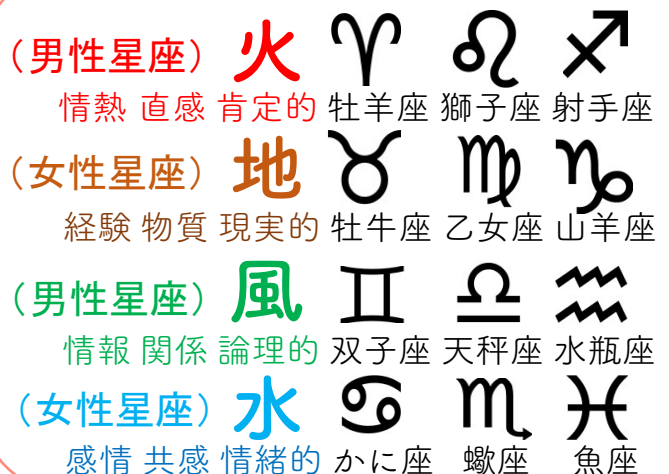 （男性星座）火 ♈ ♌ ♐
情熱 直感 肯定的 牡羊座 獅子座 射手座
（女性星座）地 ♉ ♍ ♑
経験 物質 現実的 牡牛座 乙女座 山羊座
（男性星座）風 ♊ ♎ ♒
情報 関係 論理的 双子座 天秤座 水瓶座
（女性星座）水 ♋ ♏ ♓
感情 共感 情緒的 かに座 蠍座 魚座